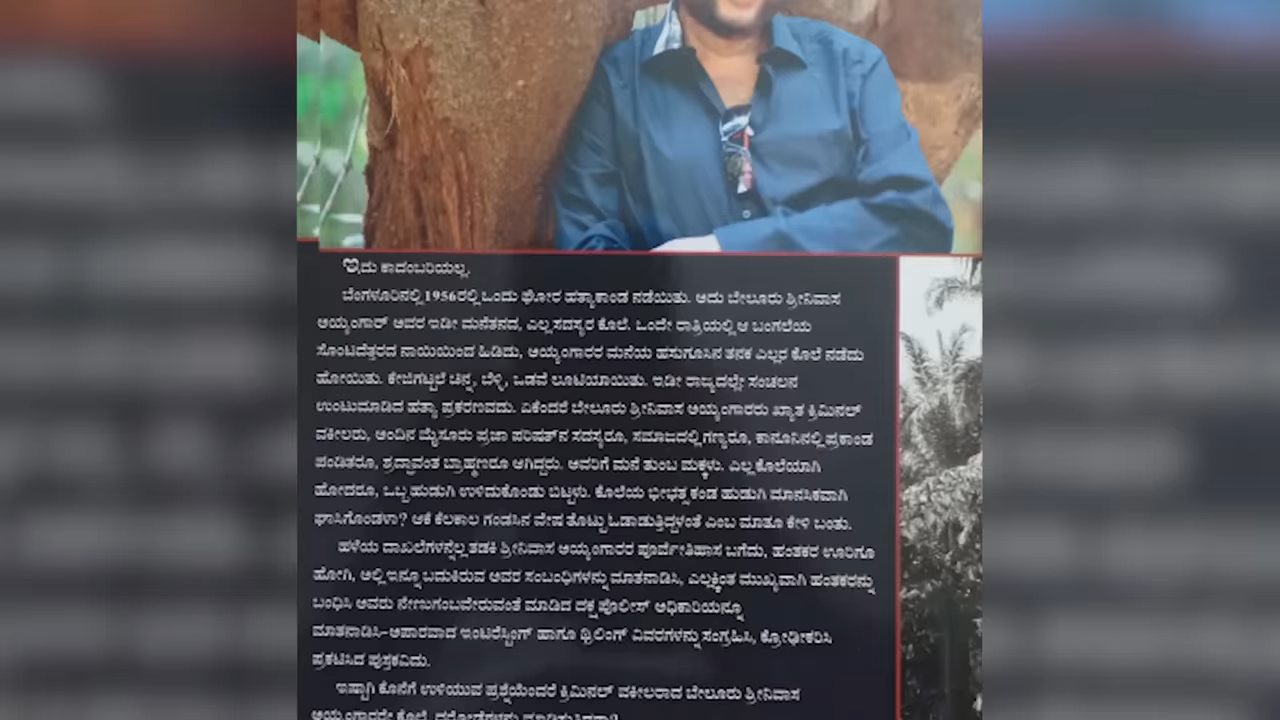 ಇದು ಕಾದಂಬರಿಯಲ್ಲ.
ಬೆಂಗಳೂರಿನಲ್ಲಿ 1956ರಲ್ಲಿ ಒಂದು ಘೋರ ಹತ್ಯಾಕಾಂಡ ನಡೆಯಿತು. ಅದು ಬೇಲೂರು ಶ್ರೀನಿವಾಸ
ಅಯ್ಯಂಗಾರ್ ಅವರ ಇಡೀ ಮನೆತನದ, ಎಲ್ಲ ಸದಸ್ಯರ ಕೊಲೆ. ಒಂದೇ ರಾತ್ರಿಯಲ್ಲಿ ಆ ಬಂಗಲೆಯ
ಸೊಂಟದೆತ್ತರದ ನಾಯಿಯಿಂದ ಹಿಡಿದು, ಅಯ್ಯಂಗಾರರ ಮನೆಯ ಹಸುಗೂಸಿನ ತನಕ ಎಲ್ಲರ ಕೊಲೆ ನಡೆದು
ಹೋಯಿತು. ಕೇಜಿಗಟ್ಟಲೆ ಚಿನ್ನ, ಬೆಳ್ಳಿ, ಒಡವೆ ಲೂಟಿಯಾಯಿತು. ಇಡೀ ರಾಜ್ಯದಲ್ಲೇ ಸಂಚಲನ
ಉಂಟುಮಾಡಿದ ಹತ್ಯಾ ಪ್ರಕರಣವದು. ಏಕೆಂದರೆ ಬೇಲೂರು ಶ್ರೀನಿವಾಸ ಅಯ್ಯಂಗಾರರು ಖ್ಯಾತ ಕ್ರಿಮಿನಲ್
ವಕೀಲರು, ಅಂದಿನ ಮೈಸೂರು ಪ್ರಜಾ ಪರಿಷತ್‌ನ ಸದಸ್ಯರೂ, ಸಮಾಜದಲ್ಲಿ ಗಣ್ಯರೂ, ಕಾನೂನಿನಲ್ಲಿ ಪ್ರಕಾಂಡ
ಪಂಡಿತರೂ, ಶ್ರದ್ಧಾವಂತ ಬ್ರಾಹ್ಮಣರೂ ಆಗಿದ್ದರು. ಅವರಿಗೆ ಮನೆ ತುಂಬ ಮಕ್ಕಳು. ಎಲ್ಲ ಕೊಲೆಯಾಗಿ
ಹೋದರೂ, ಒಬ್ಬ ಹುಡುಗಿ ಉಳಿದುಕೊಂಡು ಬಿಟ್ಟಳು. ಕೊಲೆಯ ಭೀಭತ್ಸ ಕಂಡ ಹುಡುಗಿ ಮಾನಸಿಕವಾಗಿ
ಘಾಸಿಗೊಂಡಳಾ? ಆಕೆ ಕೆಲಕಾಲ ಗಂಡಸಿನ ವೇಷ ತೊಟ್ಟು ಓಡಾಡುತ್ತಿದ್ದಳಂತೆ ಎಂಬ ಮಾತೂ ಕೇಳಿ ಬಂತು.
ಹಳೆಯ ದಾಖಲೆಗಳನ್ನೆಲ್ಲ ತಡಕಿ ಶ್ರೀನಿವಾಸ ಅಯ್ಯಂಗಾರರ ಪೂರ್ವೇತಿಹಾಸ ಬಗೆದು, ಹಂತಕರ ಊರಿಗೂ
ಹೋಗಿ, ಅಲ್ಲಿ ಇನ್ನೂ ಬದುಕಿರುವ ಅವರ ಸಂಬಂಧಿಗಳನ್ನು ಮಾತನಾಡಿಸಿ, ಎಲ್ಲಕ್ಕಿಂತ ಮುಖ್ಯವಾಗಿ ಹಂತಕರನ್ನು
ಬಂಧಿಸಿ ಅವರು ನೇಣುಗಂಬವೇರುವಂತೆ ಮಾಡಿದ ದಕ್ಷ ಪೊಲೀಸ್ ಅಧಿಕಾರಿಯನ್ನೂ
ಮಾತನಾಡಿಸಿ-ಅಪಾರವಾದ ಇಂಟರೆಸ್ಟಿಂಗ್ ಹಾಗೂ ಥ್ರಿಲಿಂಗ್ ವಿವರಗಳನ್ನು ಸಂಗ್ರಹಿಸಿ, ಕ್ರೋಢೀಕರಿಸಿ
ಪ್ರಕಟಿಸಿದ ಪುಸ್ತಕವಿದು.
ಇಷ್ಟಾಗಿ ಕೊನೆಗೆ ಉಳಿಯುವ ಪ್ರಶ್ನೆಯೆಂದರೆ ಕ್ರಿಮಿನಲ್ ವಕೀಲರಾದ ಬೇಲೂರು ಶ್ರೀನಿವಾಸ